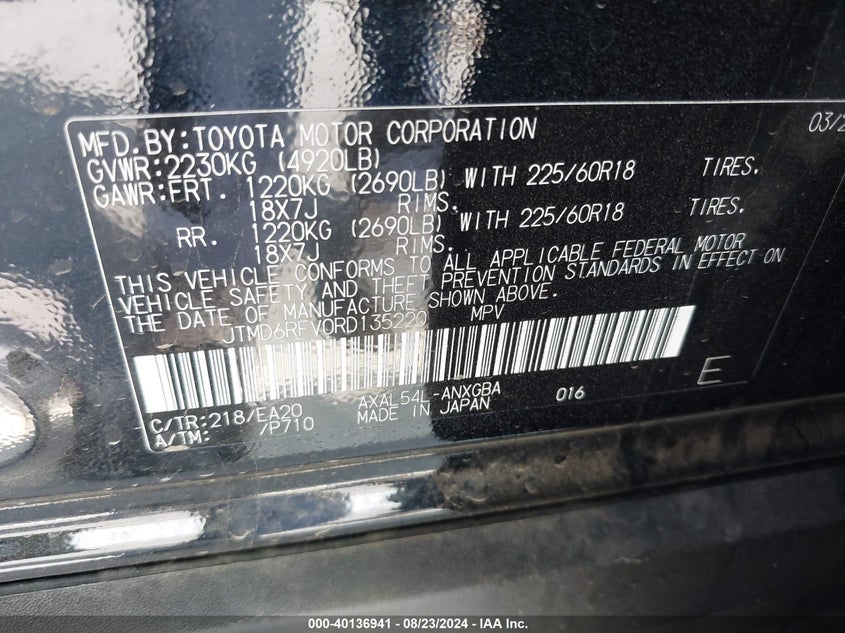 MFD.BY:TOYOTA MOTOR CORPORATION 03/2
GVWR:2230KG (4920LB)
GAWR:FRT. 1220KG (2690LB) WITH 225/60R18 TIRES.
18X7J RIMS.
RR. 1220KG (2690LB) WITH 225/60R18 TIRES.
18X7J RIMS.
THIS VEHICLE CONFORMS TO ALL APPLICABLE FEDERAL MOTOR
VEHICLE SAFETY AND THEFT PREVENTION STANDARDS IN EFFECT ON
THE DATE OF MANUFACTURE SHOWN ABOVE.
JTMD6RFV0RD135220 MPV
E
C/TR:218/EA20 AXAL54L-ANXGBA 016
A/TM: /P710 MADE IN JAPAN
000-40136941 - 08/23/2024 - IAA Inc.